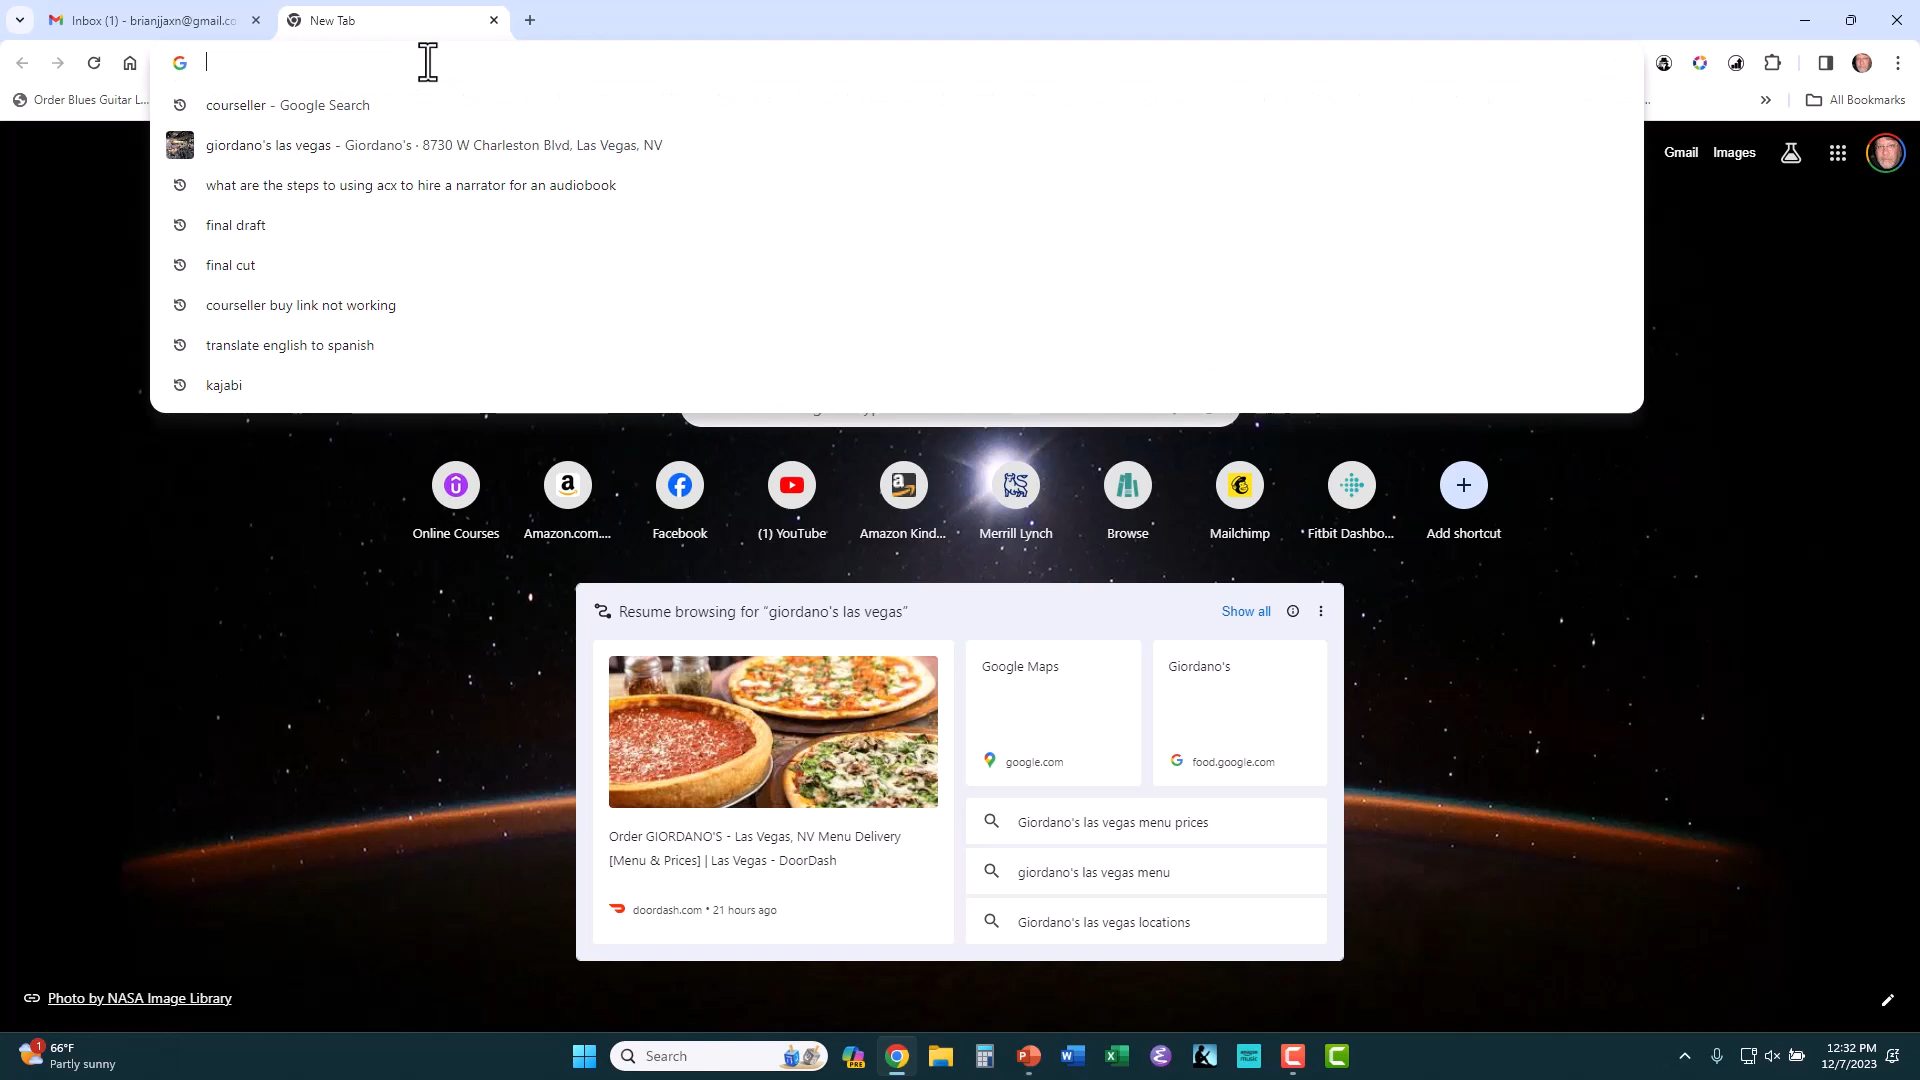 Inbox (1) - brianjjaxn@gmail.co
New Tab
Order Blues Guitar L...
All Bookmarks
courseller - Google Search
giordano's las vegas - Giordano's · 8730 W Charleston Blvd, Las Vegas, NV
what are the steps to using acx to hire a narrator for an audiobook
final draft
final cut
courseller buy link not working
translate english to spanish
kajabi
Gmail Images
Online Courses
Amazon.com....
Facebook
(1) YouTube
Amazon Kind...
Merrill Lynch
Browse
Mailchimp
Fitbit Dashbo...
Add shortcut
Resume browsing for “giordano's las vegas”
Show all
Order GIORDANO'S - Las Vegas, NV Menu Delivery
[Menu & Prices] | Las Vegas - DoorDash
doordash.com • 21 hours ago
Google Maps
google.com
Giordano's
food.google.com
Giordano's las vegas menu prices
giordano's las vegas menu
Giordano's las vegas locations
Photo by NASA Image Library
1
66°F
Partly sunny
Search
PRE
12:32 PM
12/7/2023